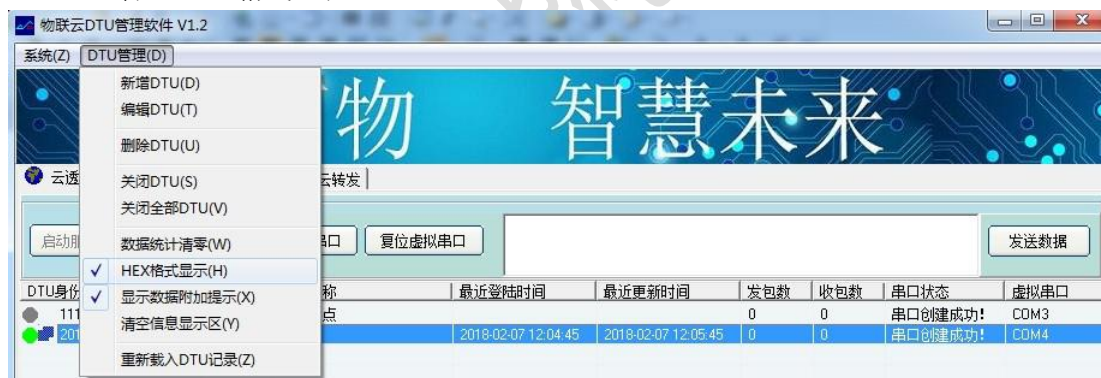 物联云DTU管理软件 V1.2
系统(Z) DTU管理(D)
新增DTU(D)
编辑DTU(T)
删除DTU(U)
关闭DTU(S)
关闭全部DTU(V)
数据统计清零(W)
HEX格式显示(H)
显示数据附加提示(X)
清空信息显示区(Y)
重新载入DTU记录(Z)
物 智慧未来
云透 云转发
启动 串口 复位虚拟串口 发送数据
DTU身份 称 最近登陆时间 最近更新时间 发包数 收包数 串口状态 虚拟串口
111 点 0 0 串口创建成功! COM3
201 2018-02-07 12:04:45 2018-02-07 12:05:45 0 0 串口创建成功! COM4